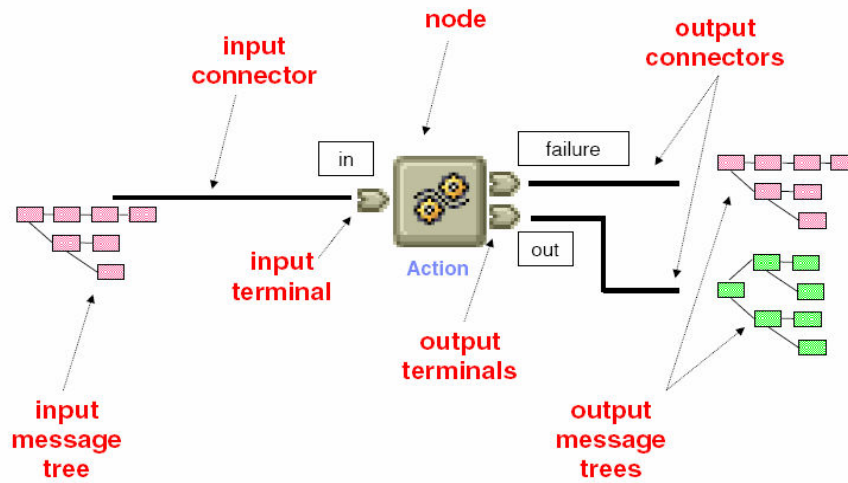 node
input
connector
output
connectors
in
failure
input
terminal
Action
out
output
terminals
input
message
tree
output
message
trees